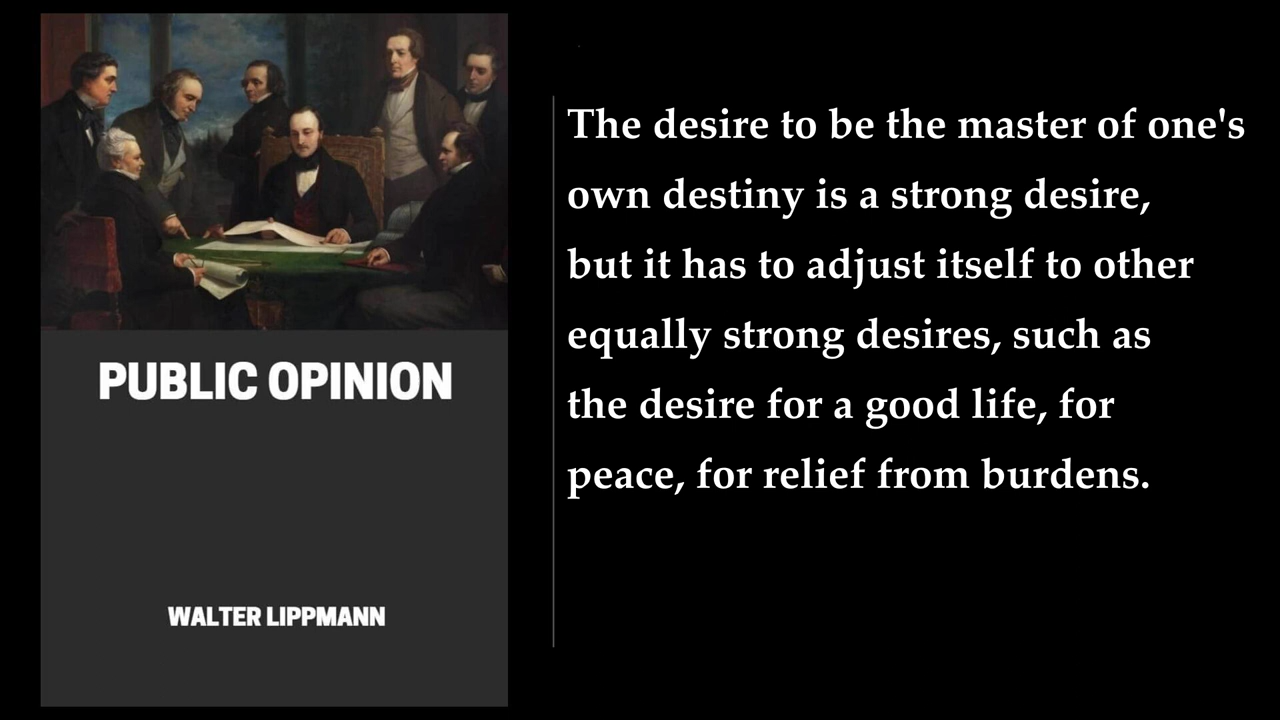 PUBLIC OPINION
WALTER LIPPMANN
The desire to be the master of one's
own destiny is a strong desire,
but it has to adjust itself to other
equally strong desires, such as
the desire for a good life, for
peace, for relief from burdens.